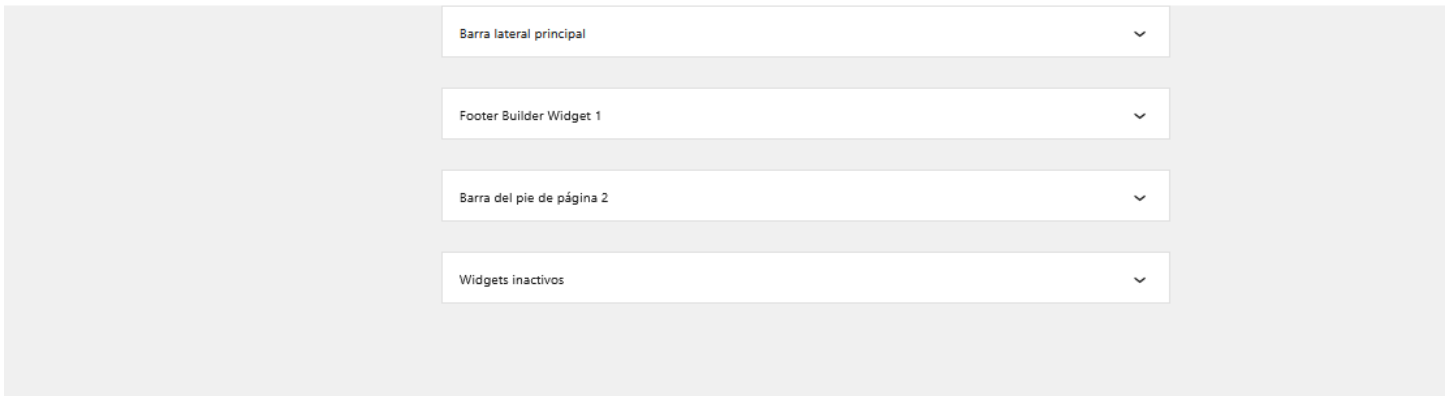 Barra lateral principal
Footer Builder Widget 1
Barra del pie de página 2
Widgets inactivos